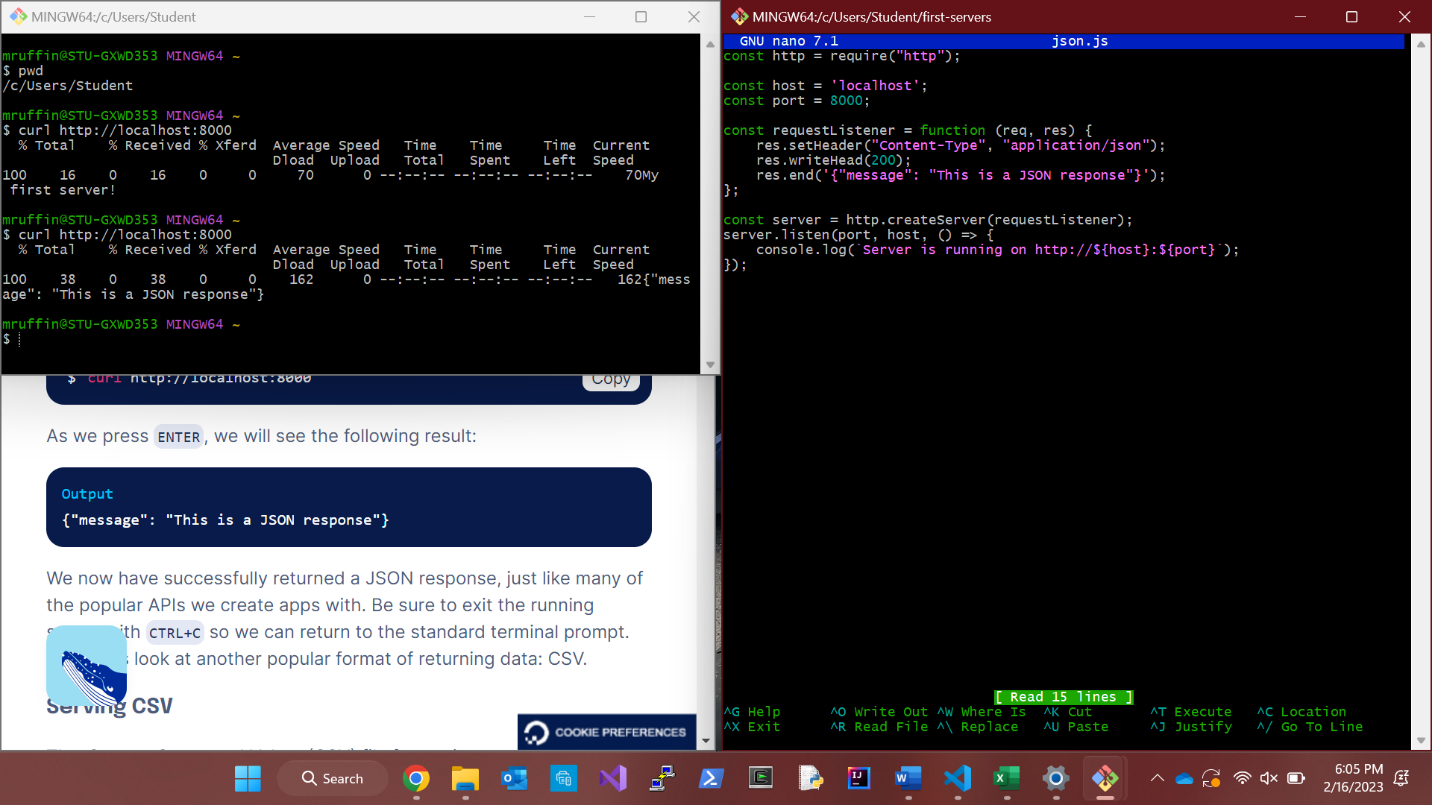 MINGW64:/c/Users/Student
mruffin@STU-GXWD353 MINGW64 ~
$ pwd
/c/Users/Student
mruffin@STU-GXWD353 MINGW64 ~
$ curl http://localhost:8000
% Total % Received % Xferd Average Speed Time Time Time Current
Dload Upload Total Spent Left Speed
100 16 0 16 0 0 70 0 --:--:-- --:--:-- --:--:-- 70My
first server!
mruffin@STU-GXWD353 MINGW64 ~
$ curl http://localhost:8000
% Total % Received % Xferd Average Speed Time Time Time Current
Dload Upload Total Spent Left Speed
100 38 0 38 0 0 162 0 --:--:-- --:--:-- --:--:-- 162{"mess
age": "This is a JSON response"}
mruffin@STU-GXWD353 MINGW64 ~
$
$ curl http://localhost:8000
Copy
As we press ENTER, we will see the following result:
Output
{"message": "This is a JSON response"}
We now have successfully returned a JSON response, just like many of
the popular APIs we create apps with. Be sure to exit the running
CTRL+C so we can return to the standard terminal prompt.
look at another popular format of returning data: CSV.
Serving CSV
COOKIE PREFERENCES
MINGW64:/c/Users/Student/first-servers
GNU nano 7.1 json.js
const http = require("http");
const host = 'localhost';
const port = 8000;
const requestListener = function (req, res) {
res.setHeader("Content-Type", "application/json");
res.writeHead(200);
res.end('{"message": "This is a JSON response"}');
};
const server = http.createServer(requestListener);
server.listen(port, host, () => {
console.log(`Server is running on http://${host}:${port}`);
});
[ Read 15 lines ]
^G Help ^O Write Out ^W Where Is ^K Cut ^T Execute ^C Location
^X Exit ^R Read File ^\ Replace ^U Paste ^J Justify ^/ Go To Line
Search
6:05 PM
2/16/2023